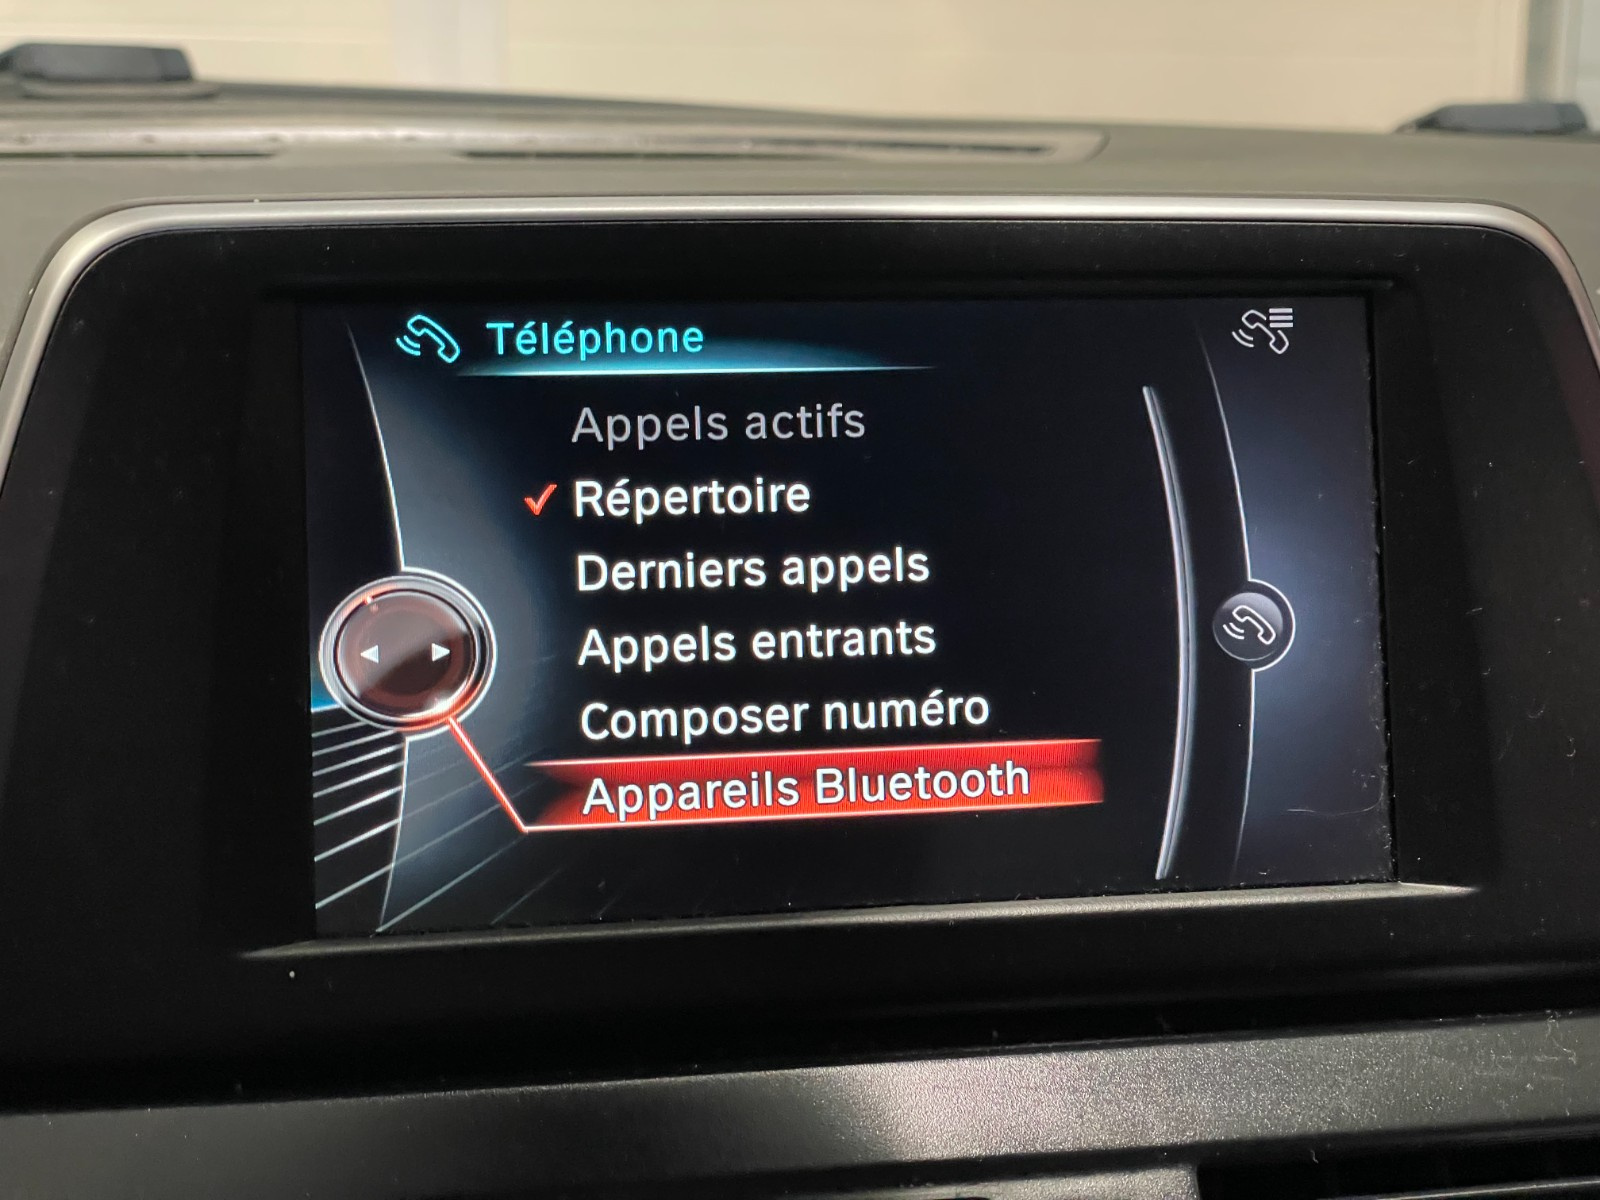 Téléphone
Appels actifs
Répertoire
Derniers appels
Appels entrants
Composer numéro
Appareils Bluetooth